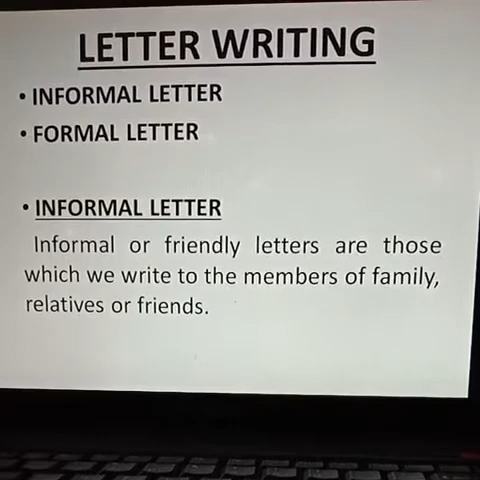 LETTER WRITING
• INFORMAL LETTER
• FORMAL LETTER
• INFORMAL LETTER
Informal or friendly letters are those
which we write to the members of family,
relatives or friends.